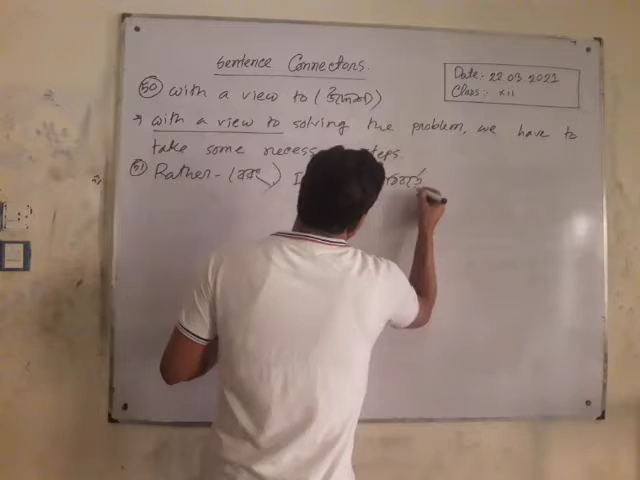 Sentence Connectors.
Date: 22.03.2021
Class: xii
50 with a view to (উদ্দেশ্যে)
→ with a view to solving the problem, we have to
take some steps.
51 Rather - (বরং)